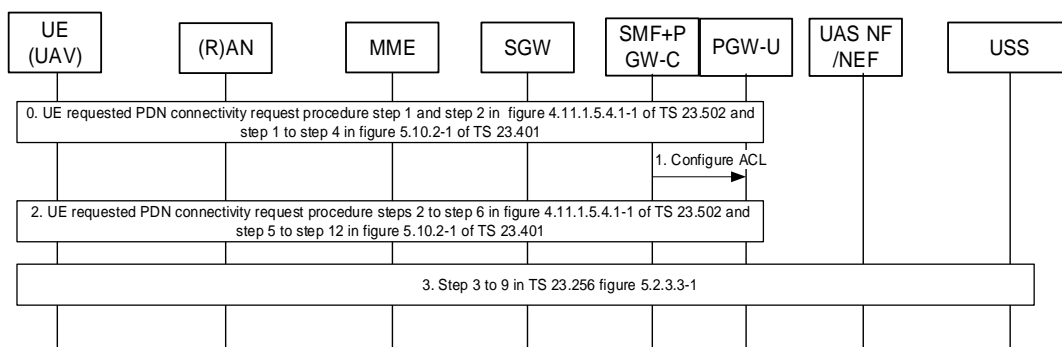 UE
(UAV)
(R)AN
MME
SGW
SMF+P
GW-C
PGW-U
UAS NF
/NEF
USS
0. UE requested PDN connectivity request procedure step 1 and step 2 in figure 4.11.1.5.4.1-1 of TS 23.502 and
step 1 to step 4 in figure 5.10.2-1 of TS 23.401
1. Configure ACL
2. UE requested PDN connectivity request procedure steps 2 to step 6 in figure 4.11.1.5.4.1-1 of TS 23.502 and
step 5 to step 12 in figure 5.10.2-1 of TS 23.401
3. Step 3 to 9 in TS 23.256 figure 5.2.3.3-1